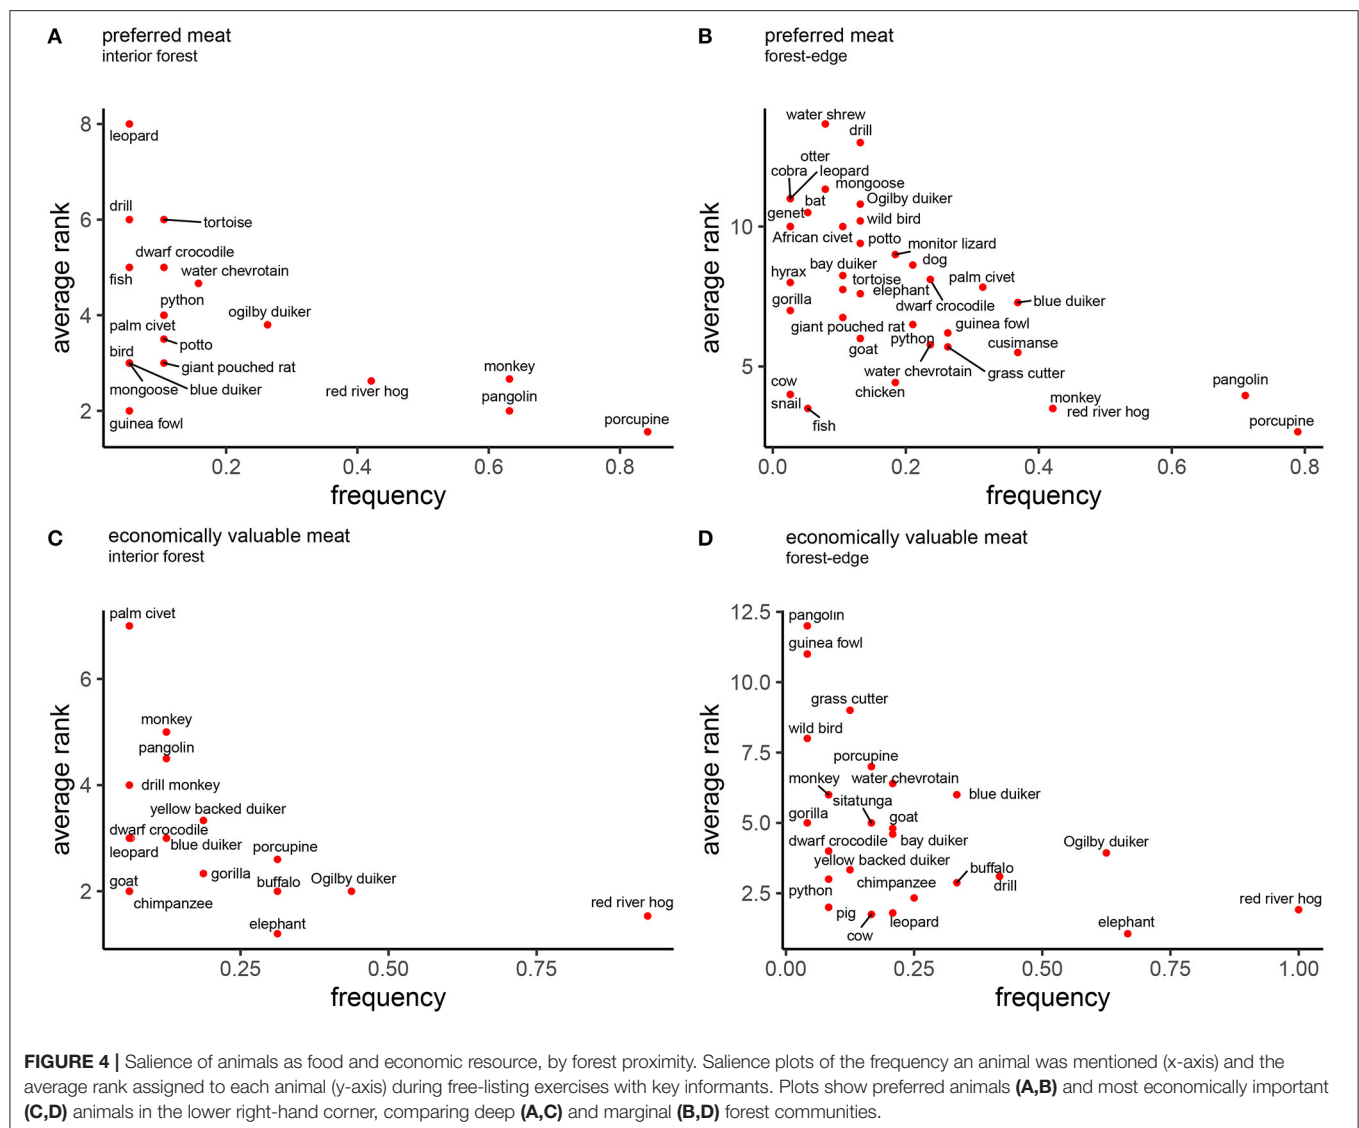 A
preferred meat
interior forest
8
6
4
2
average rank
leopard
drill
tortoise
dwarf crocodile
fish
water chevrotain
python
ogilby duiker
palm civet
potto
bird
giant pouched rat
mongoose
blue duiker
guinea fowl
red river hog
monkey
pangolin
porcupine
0.2
0.4
0.6
0.8
frequency
B
preferred meat
forest-edge
10
5
average rank
water shrew
drill
otter
cobra
leopard
mongoose
bat
Ogilby duiker
genet
wild bird
African civet
potto
monitor lizard
dog
bay duiker
hyrax
tortoise
palm civet
elephant
gorilla
dwarf crocodile
blue duiker
giant pouched rat
guinea fowl
python
cusimanse
goat
water chevrotain
grass cutter
cow
chicken
snail
fish
monkey
red river hog
pangolin
porcupine
0.0
0.2
0.4
0.6
0.8
frequency
C
economically valuable meat
interior forest
6
4
2
average rank
palm civet
monkey
pangolin
drill monkey
yellow backed duiker
dwarf crocodile
leopard
blue duiker
porcupine
goat
gorilla
buffalo
Ogilby duiker
chimpanzee
elephant
red river hog
0.25
0.50
0.75
frequency
D
economically valuable meat
forest-edge
12.5
10.0
7.5
5.0
2.5
average rank
pangolin
guinea fowl
grass cutter
wild bird
porcupine
monkey
water chevrotain
sitatunga
blue duiker
gorilla
goat
dwarf crocodile
bay duiker
Ogilby duiker
yellow backed duiker
buffalo
python
chimpanzee
drill
pig
leopard
cow
elephant
red river hog
0.00
0.25
0.50
0.75
1.00
frequency
FIGURE 4 | Salience of animals as food and economic resource, by forest proximity. Salience plots of the frequency an animal was mentioned (x-axis) and the
average rank assigned to each animal (y-axis) during free-listing exercises with key informants. Plots show preferred animals (A,B) and most economically important
(C,D) animals in the lower right-hand corner, comparing deep (A,C) and marginal (B,D) forest communities.